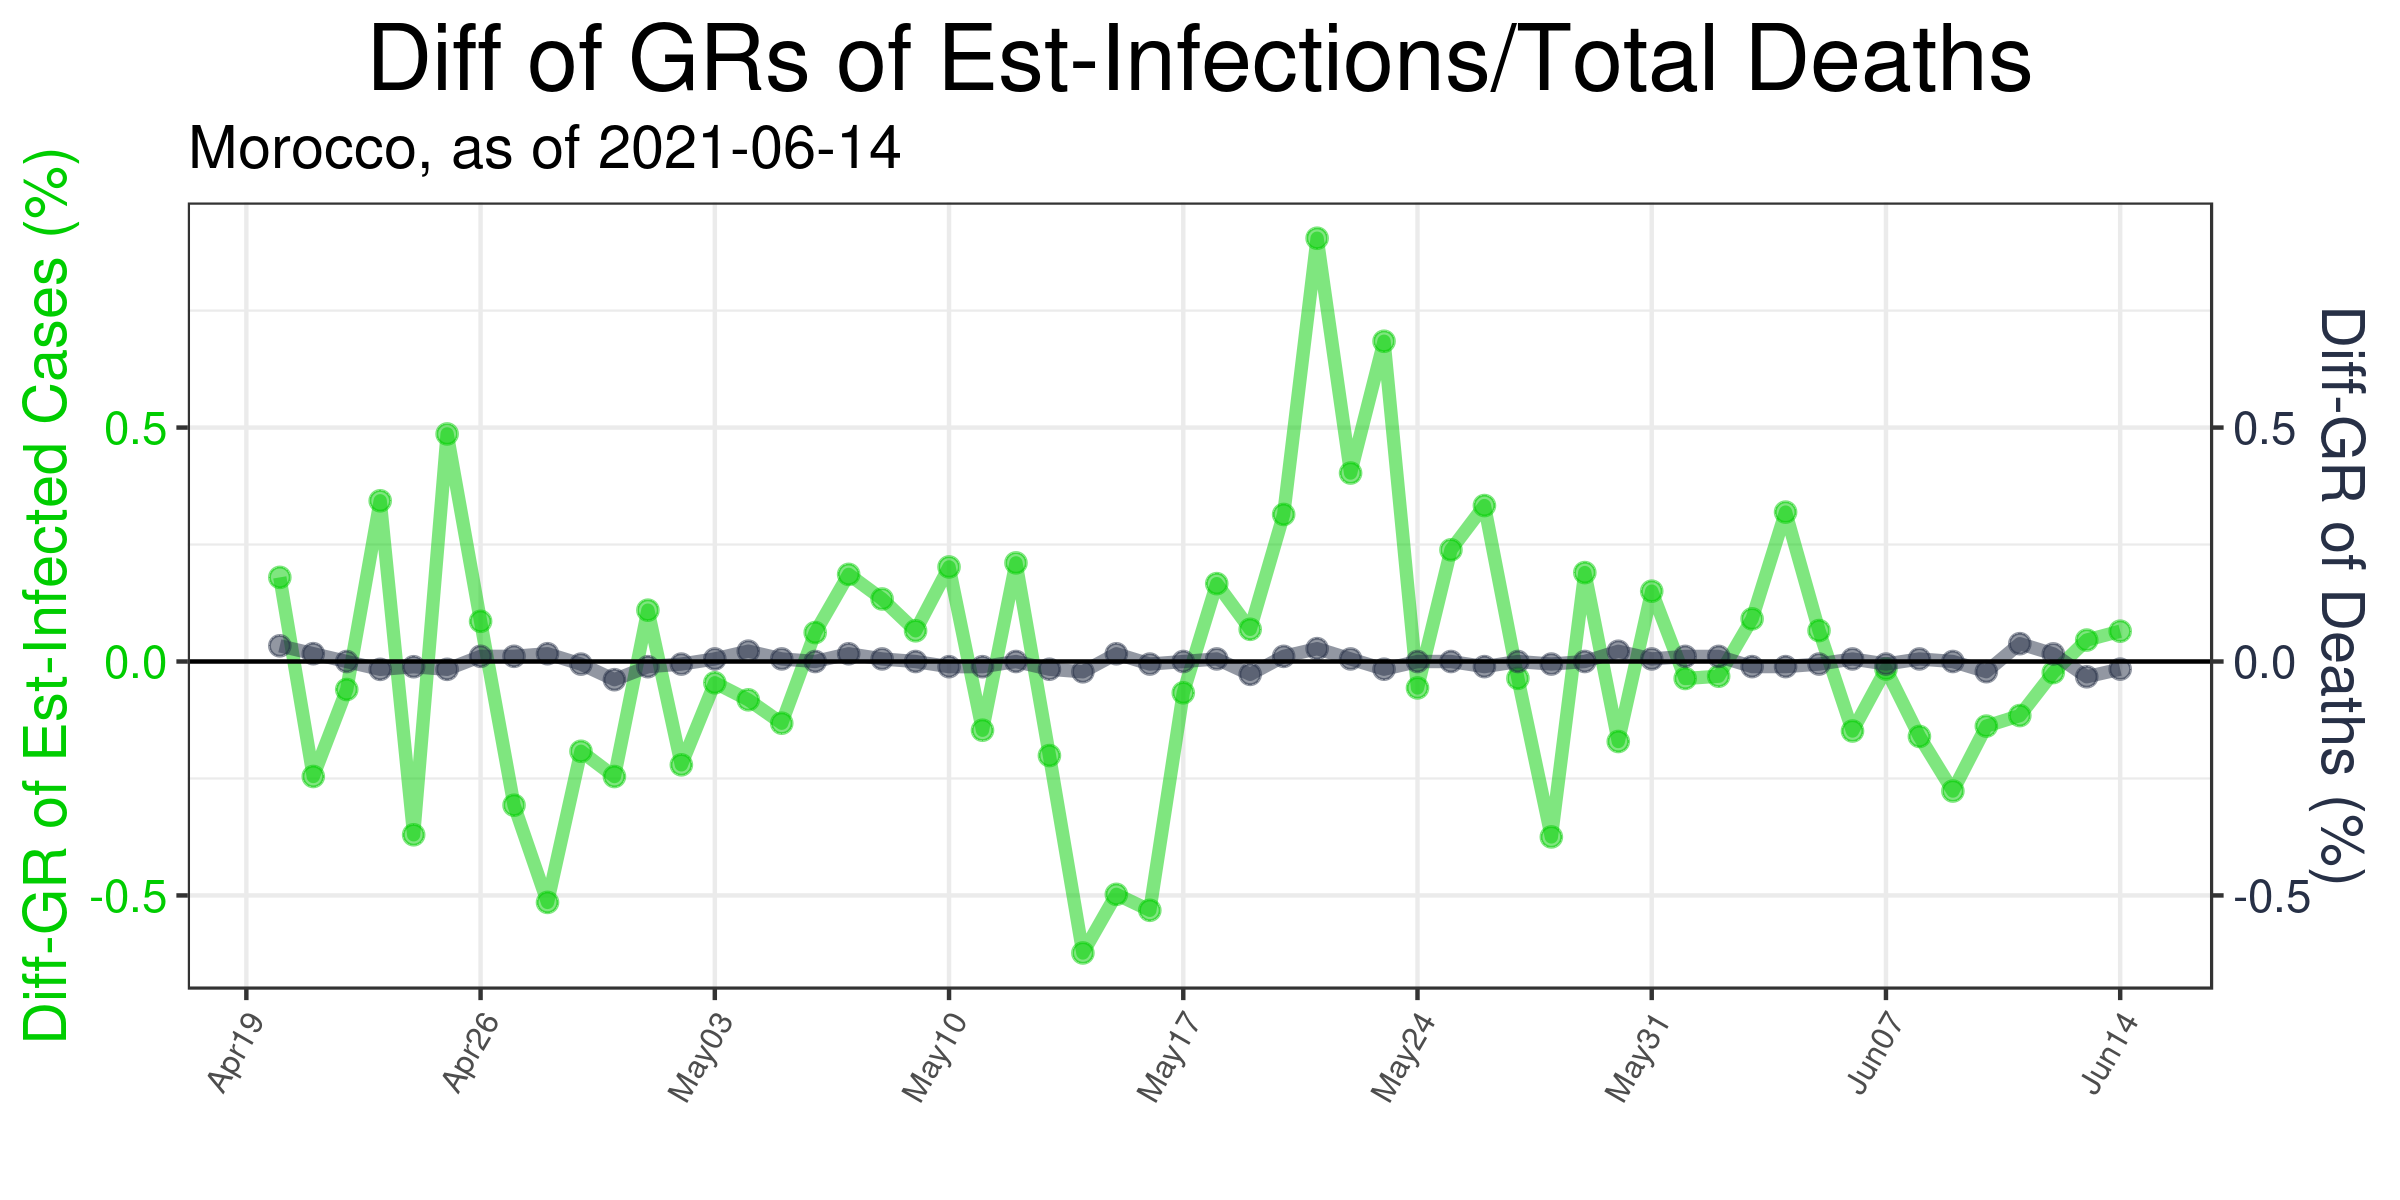 Diff of GRs of Est-Infections/Total Deaths
Morocco, as of 2021-06-14
Diff-GR of Est-Infected Cases (%)
0.5
0.0
-0.5
0.5
0.0
-0.5
Diff-GR of Deaths (%)
Apr19
Apr26
May03
May10
May17
May24
May31
Jun07
Jun14